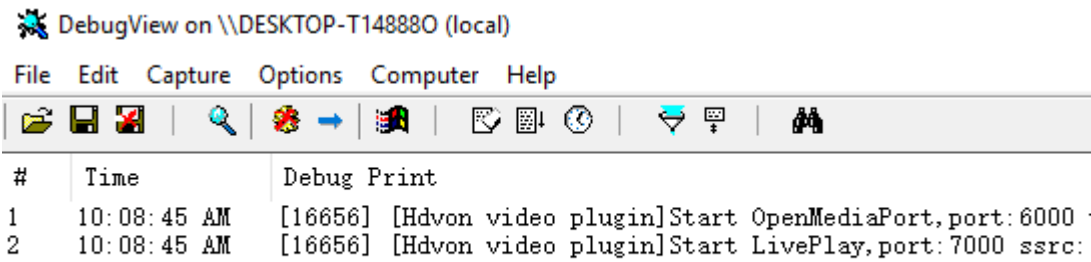 DebugView on \\DESKTOP-T14888O (local)
File Edit Capture Options Computer Help
# Time Debug Print
1 10:08:45 AM [16656] [Hdvon video plugin]Start OpenMediaPort,port:6000
2 10:08:45 AM [16656] [Hdvon video plugin]Start LivePlay,port:7000 ssrc: